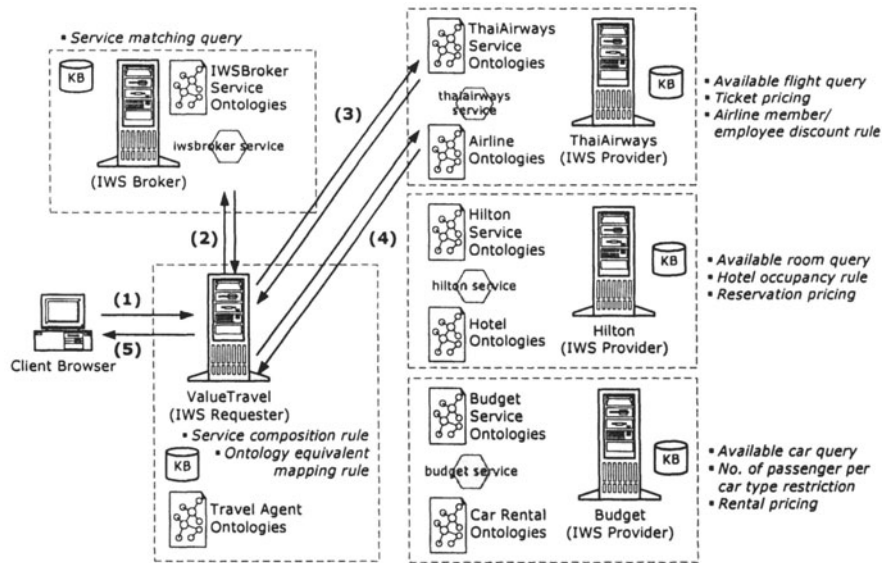 ▪ Service matching query
KB
IWSBroker
Service
Ontologies
iwsbroker service
(IWS Broker)
(1)
(2)
(3)
(4)
(5)
Client Browser
ValueTravel
(IWS Requester)
▪ Service composition rule
▪ Ontology equivalent
mapping rule
KB
Travel Agent
Ontologies
ThaiAirways
Service
Ontologies
thaiairways
service
Airline
Ontologies
KB
ThaiAirways
(IWS Provider)
▪ Available flight query
▪ Ticket pricing
▪ Airline member/
employee discount rule
Hilton
Service
Ontologies
hilton service
Hotel
Ontologies
KB
Hilton
(IWS Provider)
▪ Available room query
▪ Hotel occupancy rule
▪ Reservation pricing
Budget
Service
Ontologies
budget service
Car Rental
Ontologies
KB
Budget
(IWS Provider)
▪ Available car query
▪ No. of passenger per
car type restriction
▪ Rental pricing